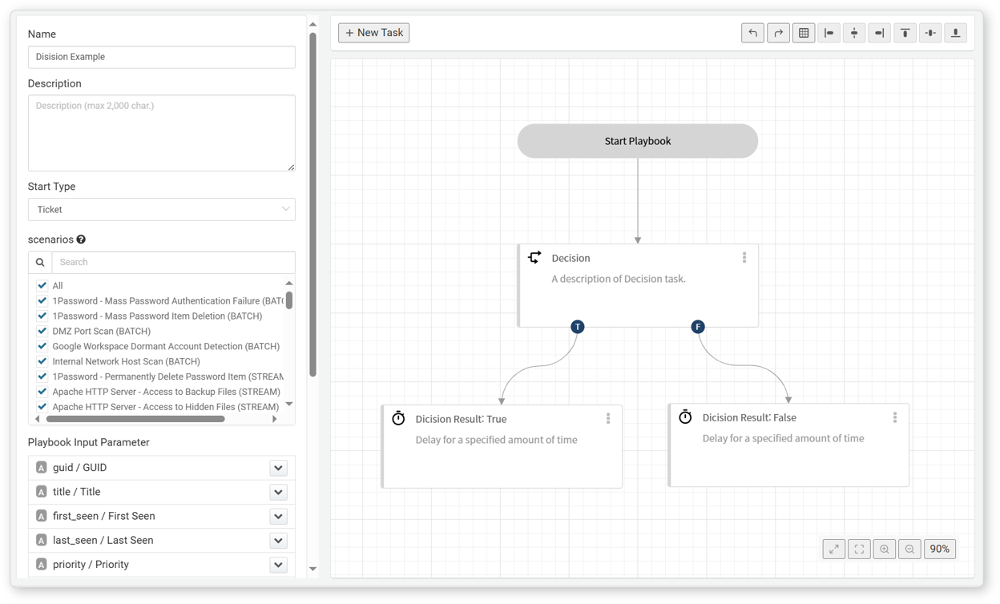 Name
Disision Example
Description
Description (max 2,000 char.)
Start Type
Ticket
scenarios
Search
All
1Password - Mass Password Authentication Failure (BATC
1Password - Mass Password Item Deletion (BATCH)
DMZ Port Scan (BATCH)
Google Workspace Dormant Account Detection (BATCH)
Internal Network Host Scan (BATCH)
1Password - Permanently Delete Password Item (STREAM
Apache HTTP Server - Access to Backup Files (STREAM)
Apache HTTP Server - Access to Hidden Files (STREAM)
Playbook Input Parameter
A guid / GUID
A title / Title
A first_seen / First Seen
A last_seen / Last Seen
A priority / Priority
+ New Task
Start Playbook
Decision
A description of Decision task.
T
F
Dicision Result: True
Delay for a specified amount of time
Dicision Result: False
Delay for a specified amount of time
90%